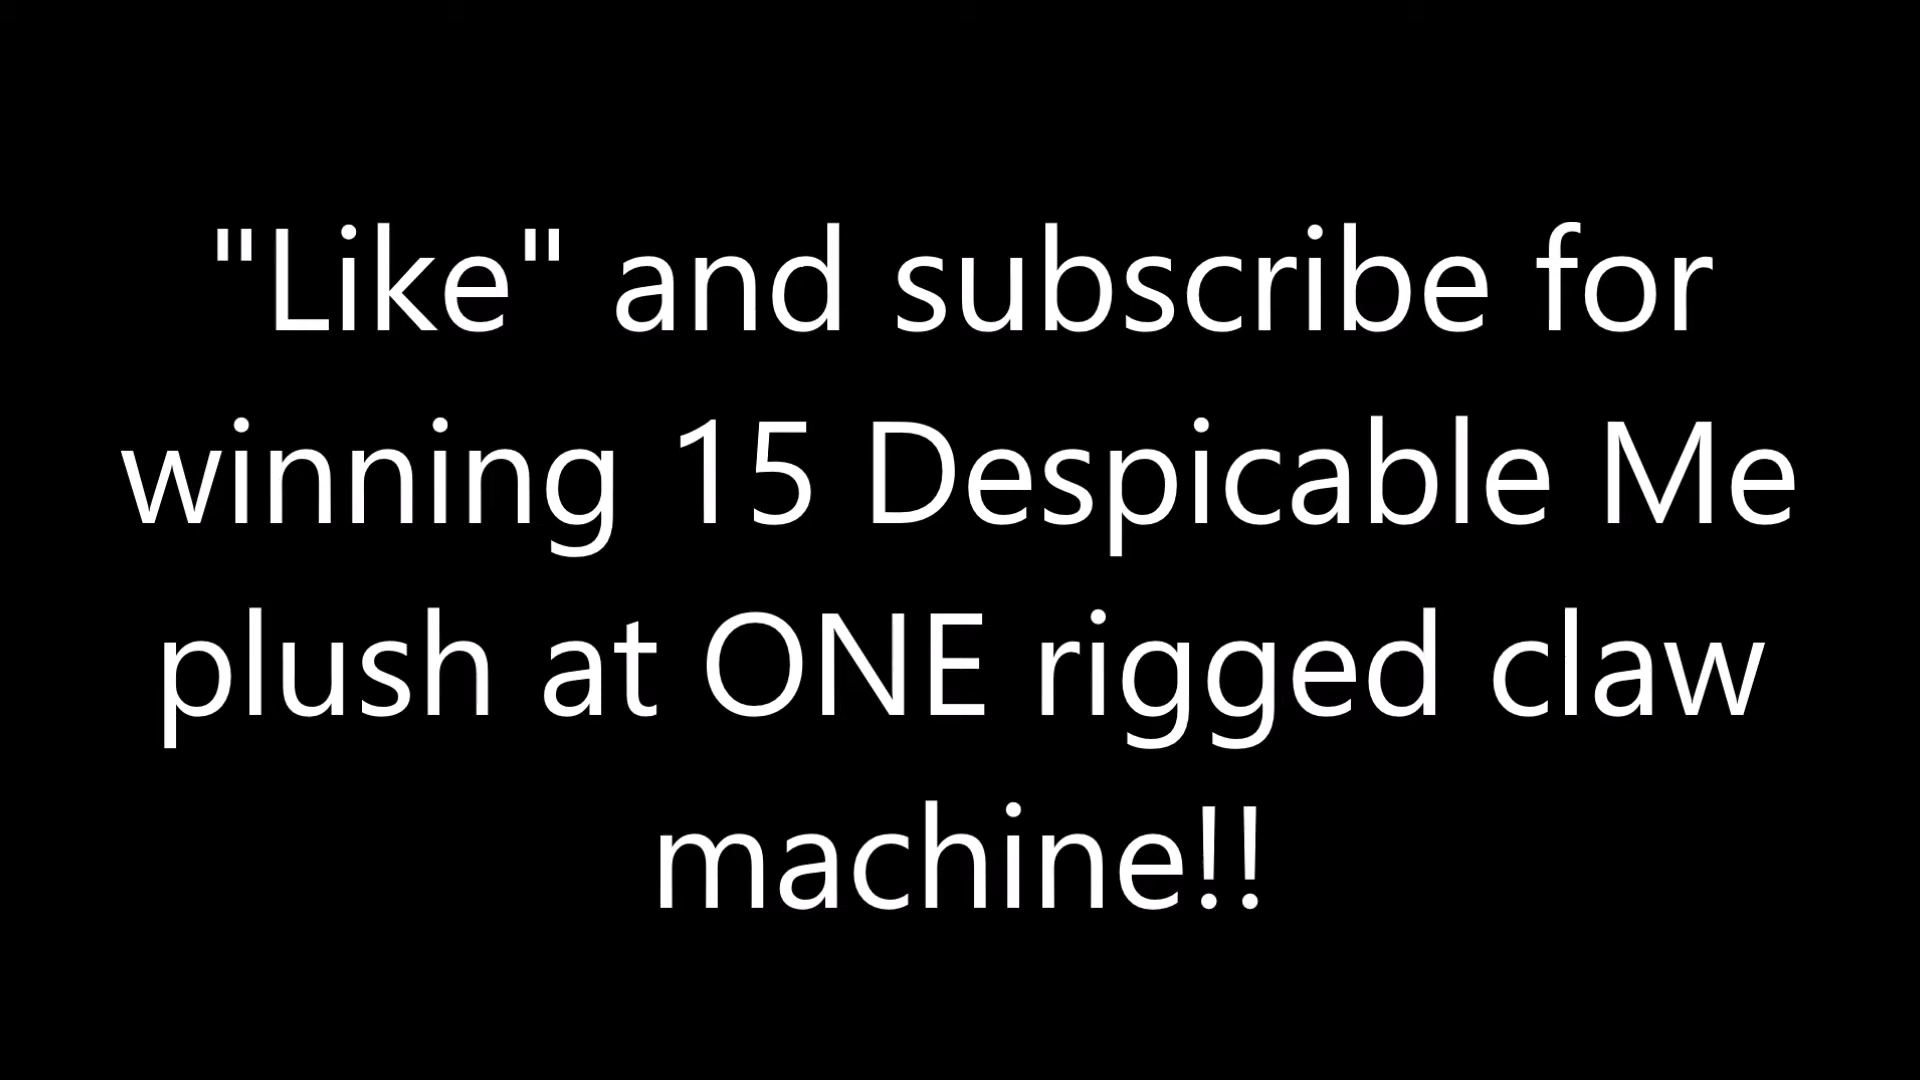 "Like" and subscribe for
winning 15 Despicable Me
plush at ONE rigged claw
machine!!